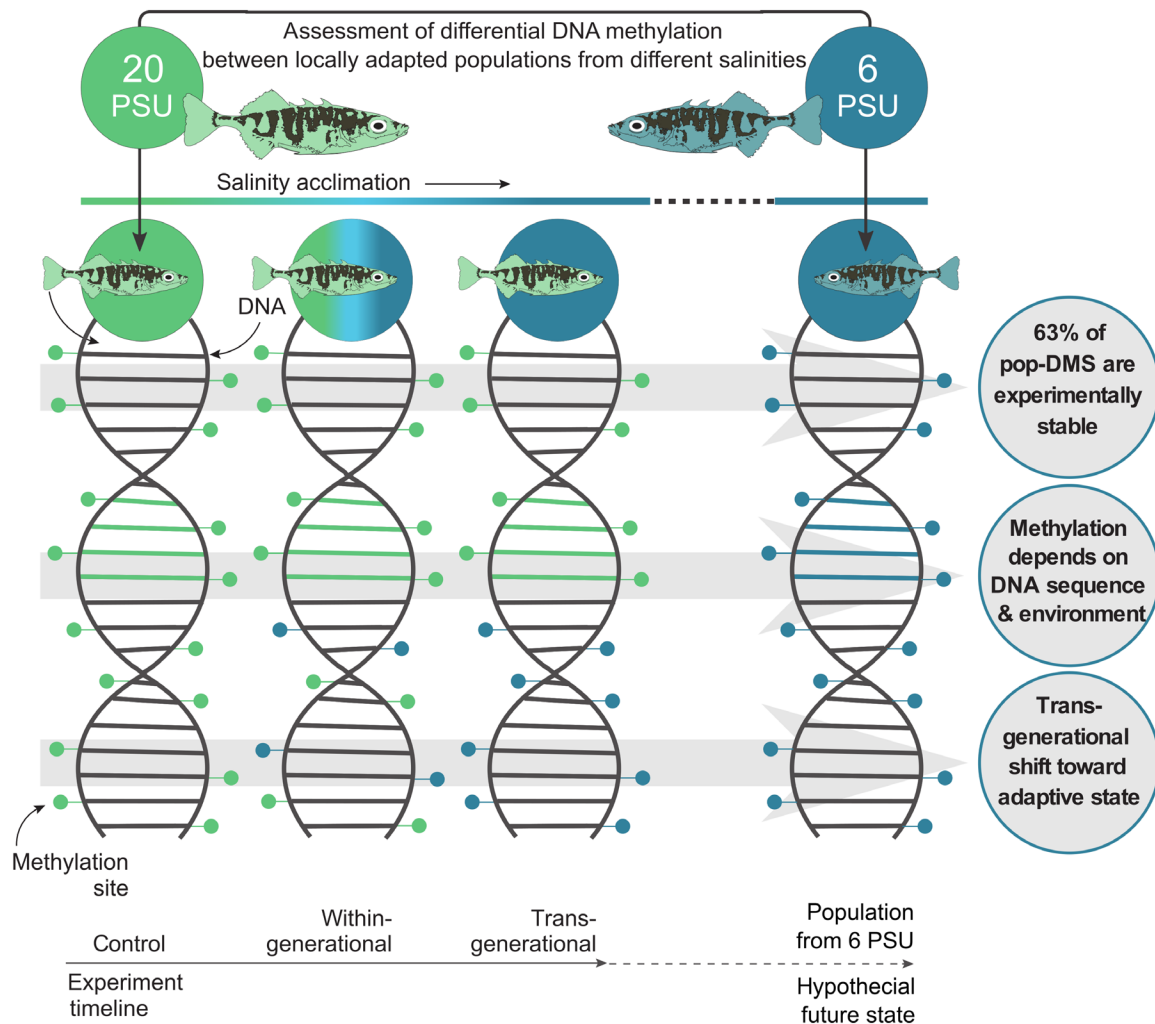 Assessment of differential DNA methylation
between locally adapted populations from different salinities
20
PSU
6
PSU
Salinity acclimation
DNA
63% of
pop-DMS are
experimentally
stable
Methylation
depends on
DNA sequence
& environment
Trans-
generational
shift toward
adaptive state
Methylation
site
Control
Within-
generational
Trans-
generational
Population
from 6 PSU
Experiment
timeline
Hypothecial
future state